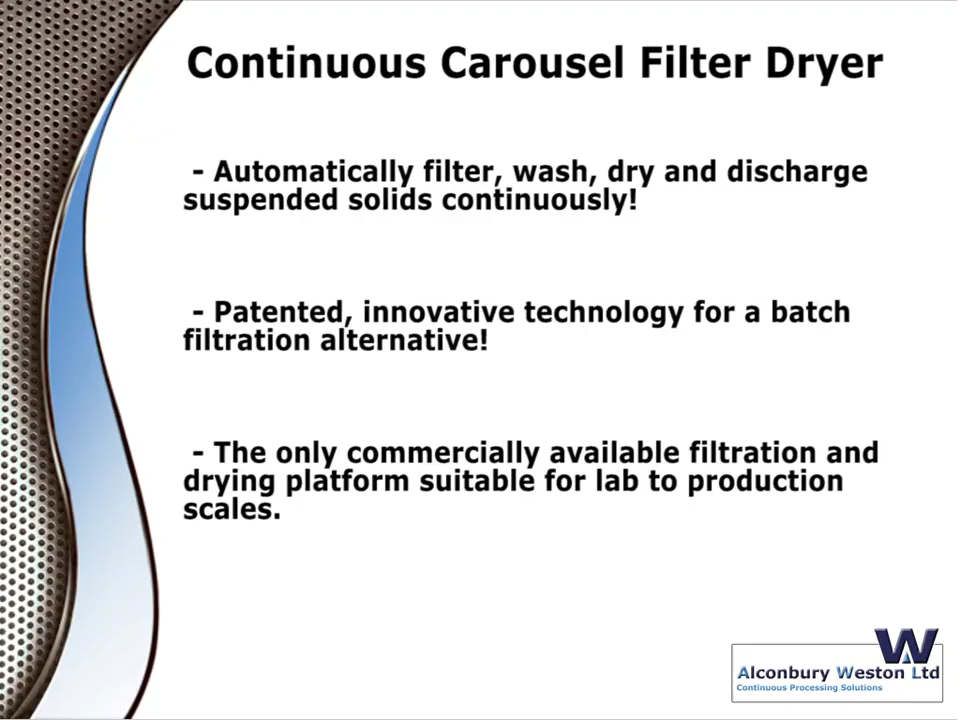 Continuous Carousel Filter Dryer
- Automatically filter, wash, dry and discharge
suspended solids continuously!
- Patented, innovative technology for a batch
filtration alternative!
- The only commercially available filtration and
drying platform suitable for lab to production
scales.
W
Alconbury Weston Ltd
Continuous Processing Solutions